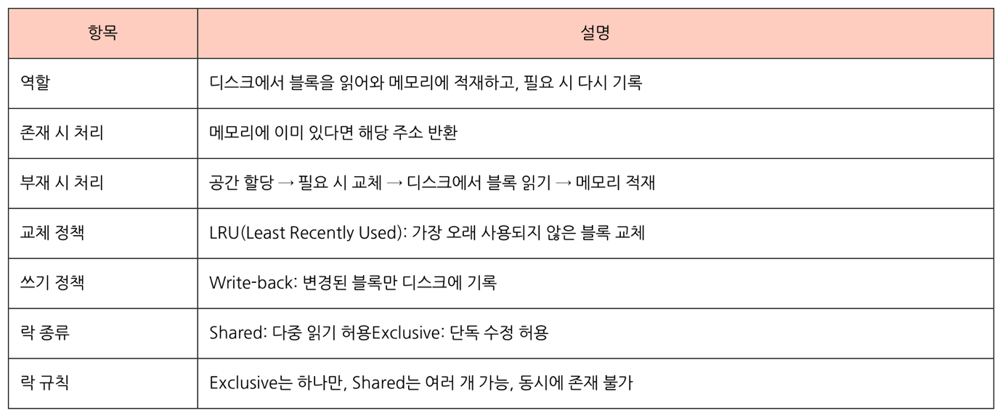 항목 설명
역할 디스크에서 블록을 읽어와 메모리에 적재하고, 필요 시 다시 기록
존재 시 처리 메모리에 이미 있다면 해당 주소 반환
부재 시 처리 공간 할당 → 필요 시 교체 → 디스크에서 블록 읽기 → 메모리 적재
교체 정책 LRU(Least Recently Used): 가장 오래 사용되지 않은 블록 교체
쓰기 정책 Write-back: 변경된 블록만 디스크에 기록
락 종류 Shared: 다중 읽기 허용Exclusive: 단독 수정 허용
락 규칙 Exclusive는 하나만, Shared는 여러 개 가능, 동시에 존재 불가